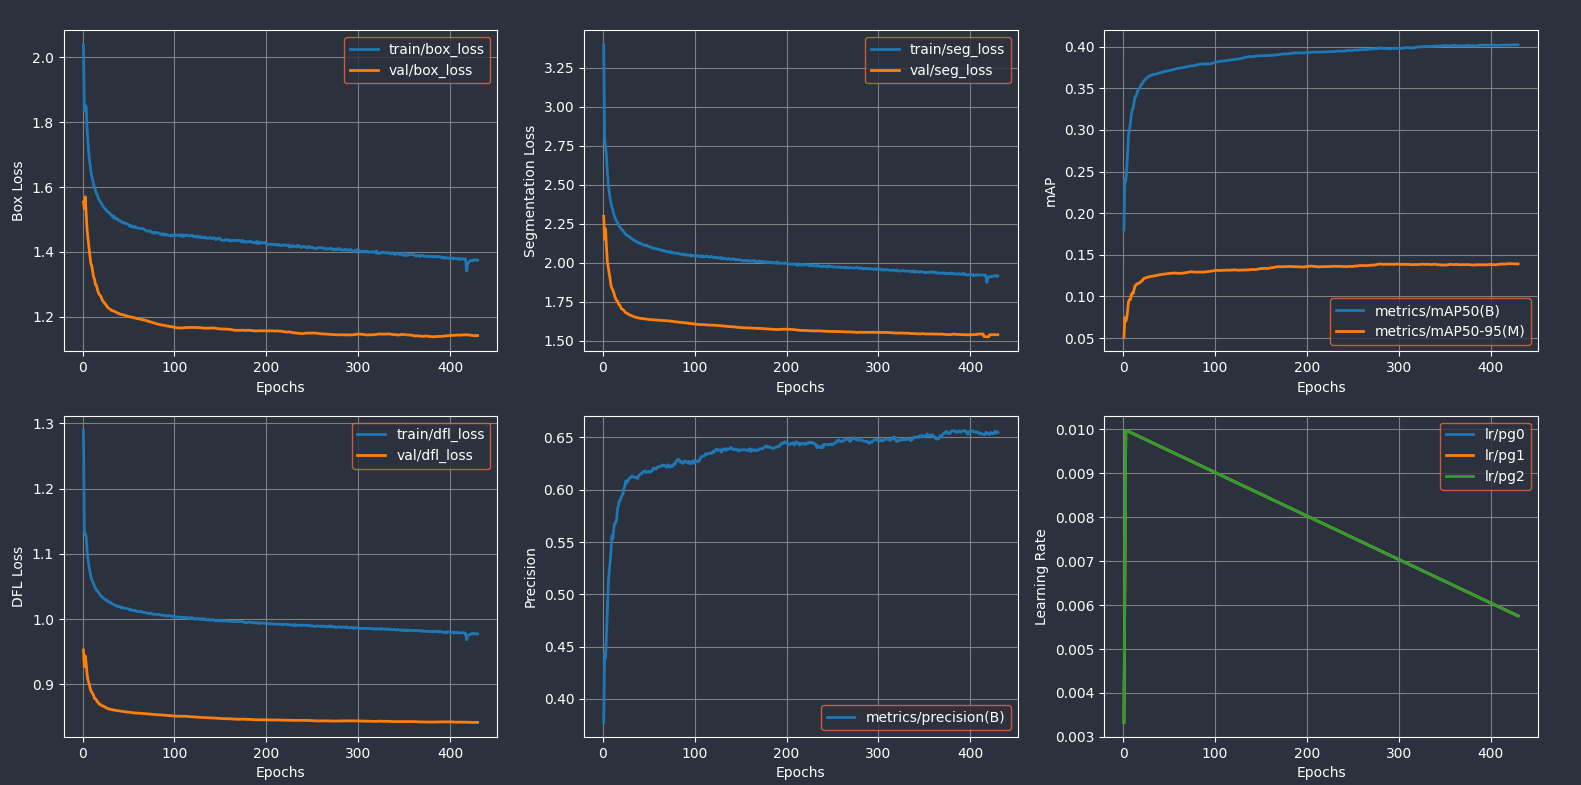 train/box_loss
val/box_loss
2.0
1.8
1.6
1.4
1.2
Box Loss
0 100 200 300 400
Epochs
train/seg_loss
val/seg_loss
3.25
3.00
2.75
2.50
2.25
2.00
1.75
1.50
Segmentation Loss
0 100 200 300 400
Epochs
0.40
0.35
0.30
0.25
0.20
0.15
0.10
0.05
mAP
metrics/mAP50(B)
metrics/mAP50-95(M)
0 100 200 300 400
Epochs
train/dfl_loss
val/dfl_loss
1.3
1.2
1.1
1.0
0.9
DFL Loss
0 100 200 300 400
Epochs
0.65
0.60
0.55
0.50
0.45
0.40
Precision
metrics/precision(B)
0 100 200 300 400
Epochs
lr/pg0
lr/pg1
lr/pg2
0.010
0.009
0.008
0.007
0.006
0.005
0.004
0.003
Learning Rate
0 100 200 300 400
Epochs